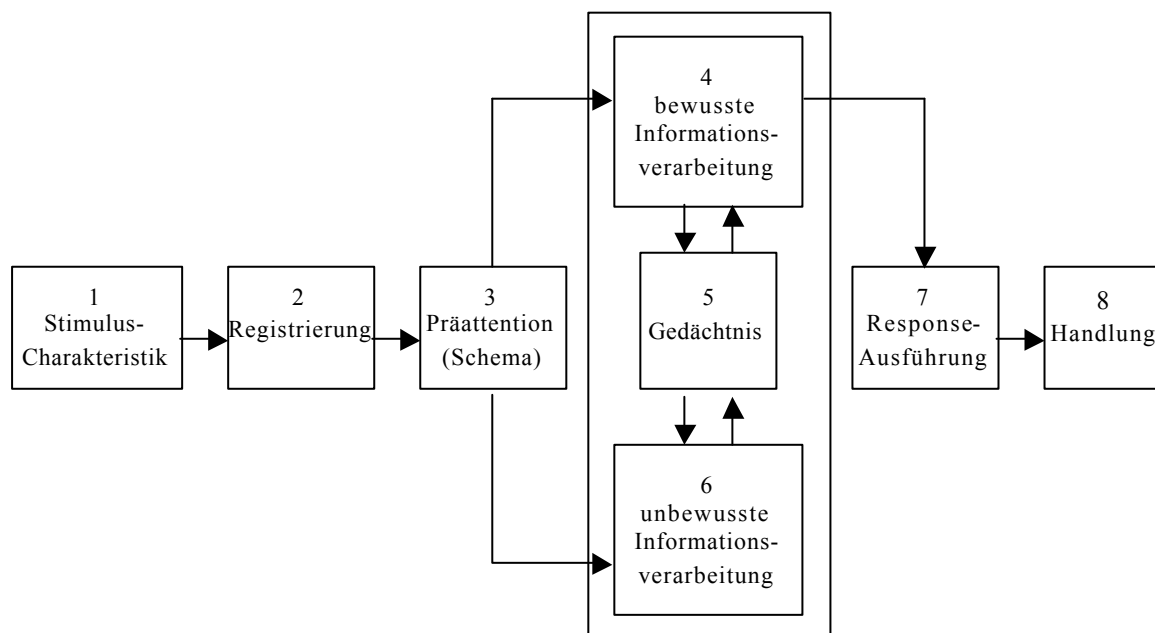 1
Stimulus-
Charakteristik
2
Registrierung
3
Präattention
(Schema)
4
bewusste
Informations-
verarbeitung
5
Gedächtnis
6
unbewusste
Informations-
verarbeitung
7
Response-
Ausführung
8
Handlung